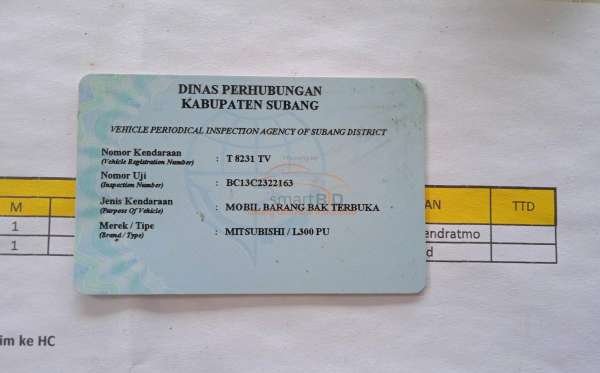 DINAS PERHUBUNGAN
KABUPATEN SUBANG
VEHICLE PERIODICAL INSPECTION AGENCY OF SUBANG DISTRICT
Nomor Kendaraan : T 8231 TV
(Vehicle Registration Number)
Nomor Uji : BC13C2322163
(Inspection Number)
smartBID
Jenis Kendaraan : MOBIL BARANG BAK TERBUKA
(Purpose Of Vehicle)
Merek / Tipe : MITSUBISHI / L300 PU
(Brand / Type)
M AN TTD
1 endratmo
1 d
im ke HC